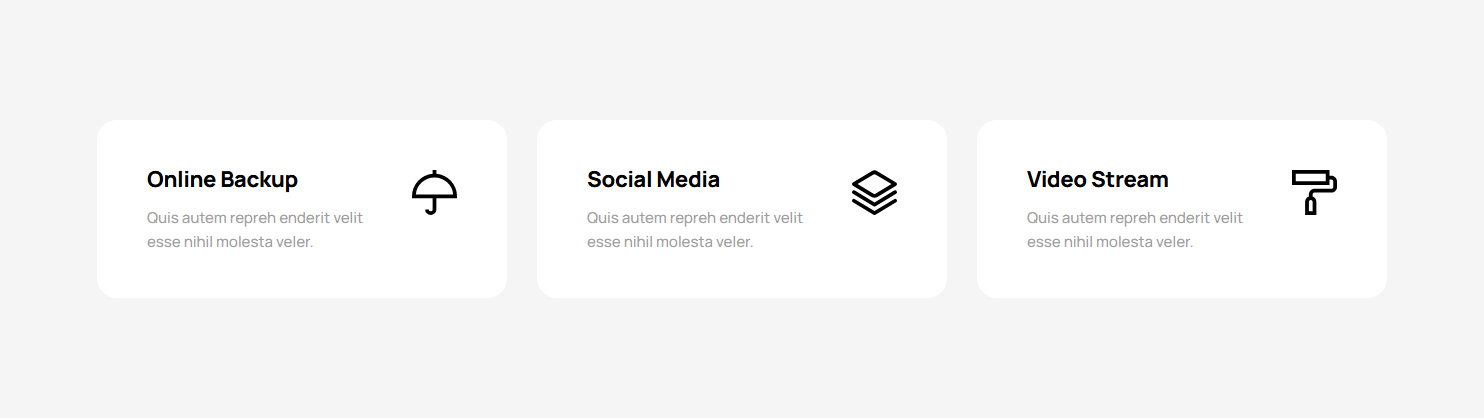 Online Backup
Quis autem repreh enderit velit
esse nihil molesta veler.
Social Media
Quis autem repreh enderit velit
esse nihil molesta veler.
Video Stream
Quis autem repreh enderit velit
esse nihil molesta veler.